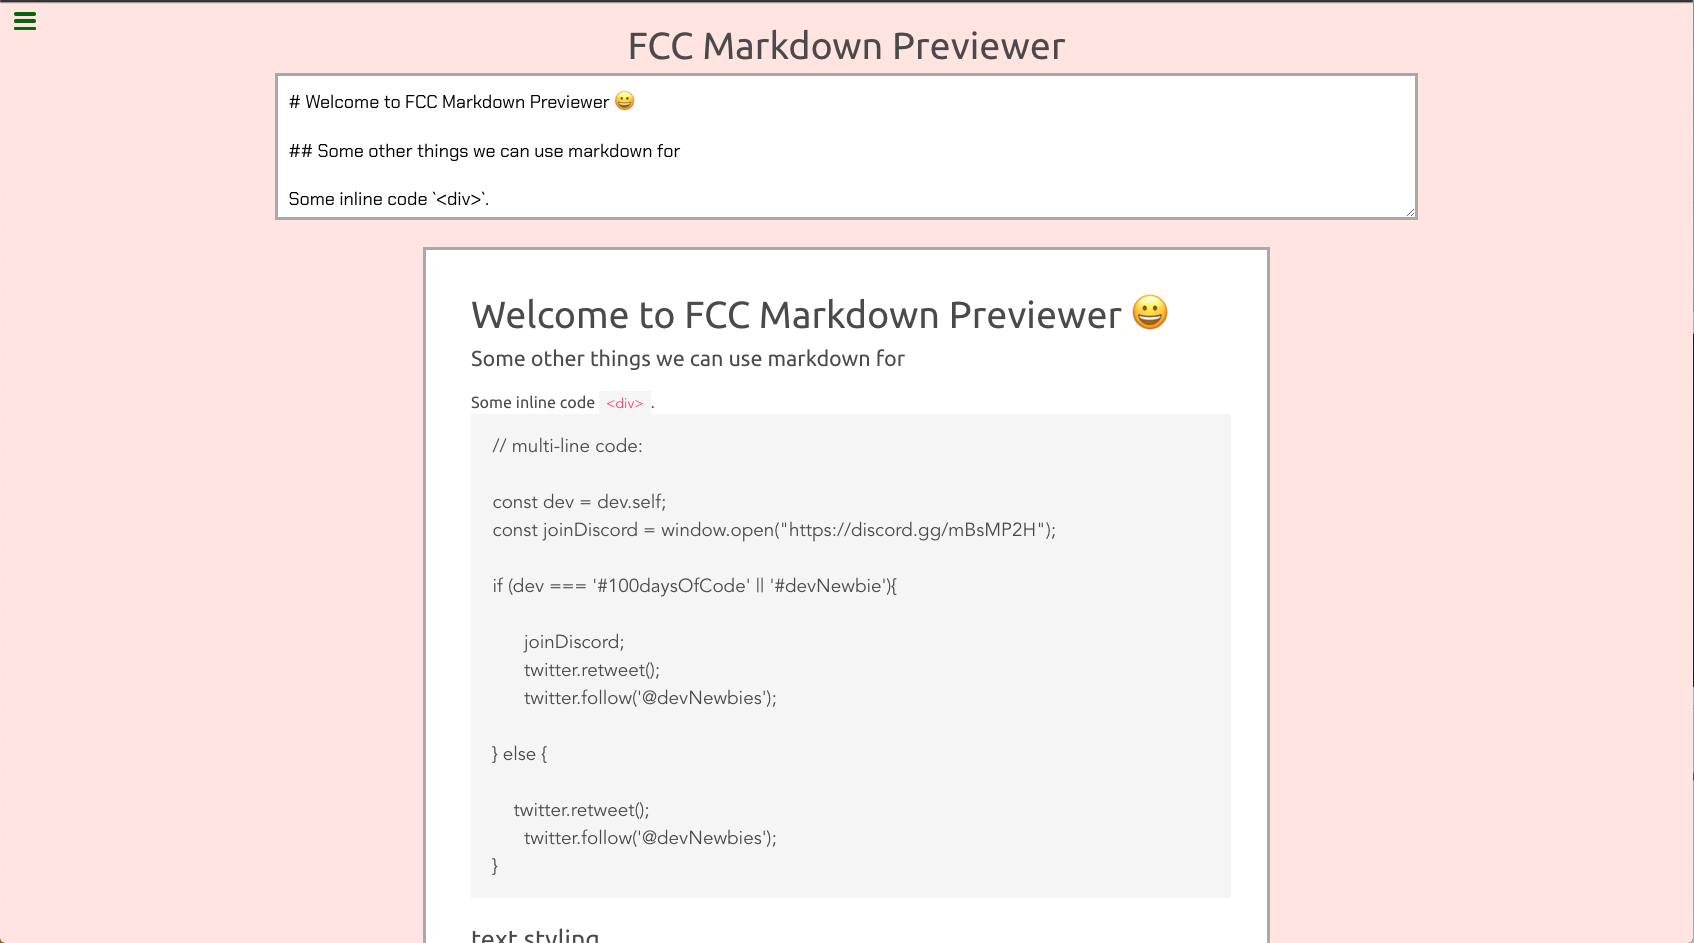 FCC Markdown Previewer
# Welcome to FCC Markdown Previewer 😀
## Some other things we can use markdown for
Some inline code `<div>`.
Welcome to FCC Markdown Previewer 😀
Some other things we can use markdown for
Some inline code <div> .
// multi-line code:
const dev = dev.self;
const joinDiscord = window.open("https://discord.gg/mBsMP2H");
if (dev === '#100daysOfCode' || '#devNewbie'){
joinDiscord;
twitter.retweet();
twitter.follow('@devNewbies');
} else {
twitter.retweet();
twitter.follow('@devNewbies');
}
text styling